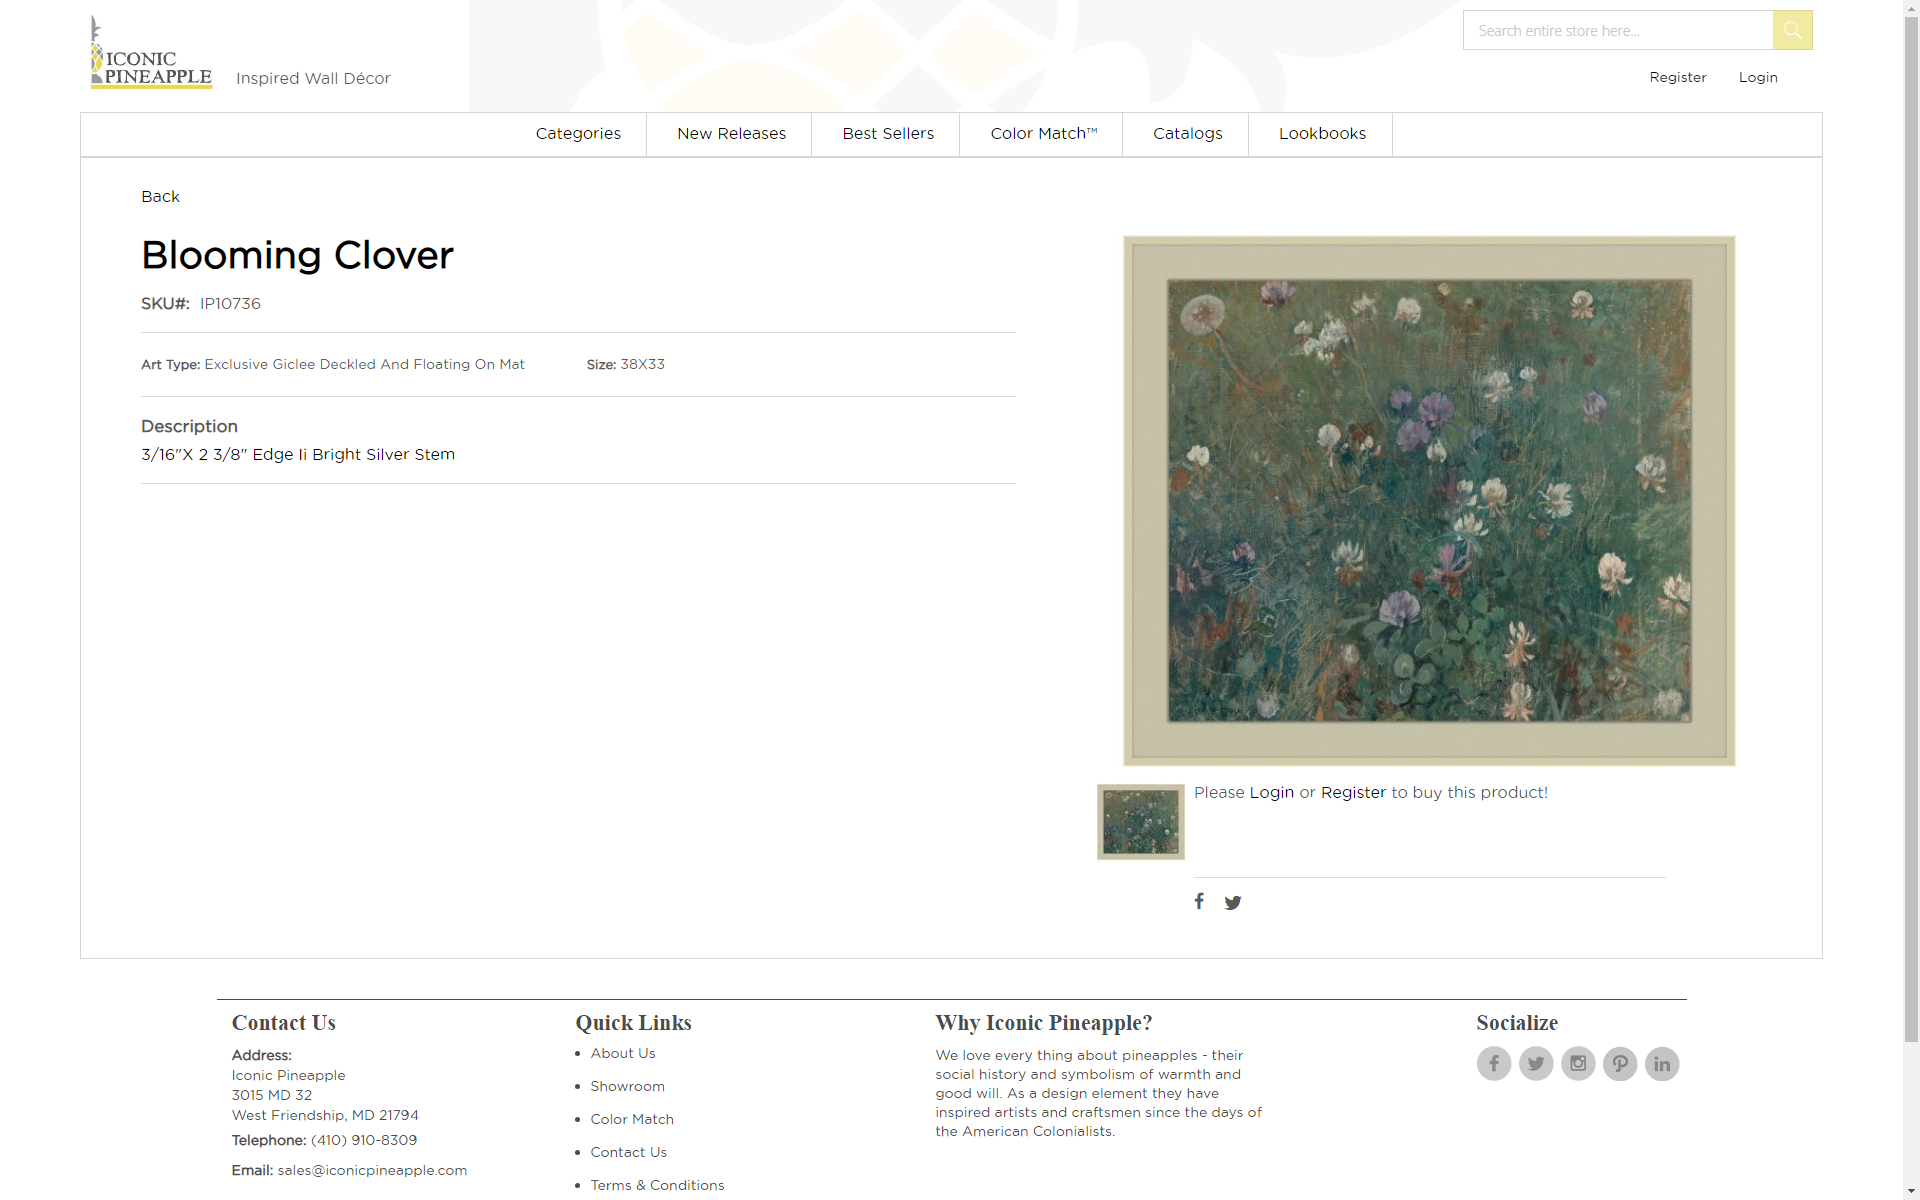 ICONIC
PINEAPPLE
Inspired Wall Décor
Search entire store here...
Register
Login
Categories
New Releases
Best Sellers
Color Match™
Catalogs
Lookbooks
Back
Blooming Clover
SKU#: IP10736
Art Type: Exclusive Giclee Deckled And Floating On Mat
Size: 38X33
Description
3/16"X 2 3/8" Edge Ii Bright Silver Stem
Please Login or Register to buy this product!
Contact Us
Address:
Iconic Pineapple
3015 MD 32
West Friendship, MD 21794
Telephone: (410) 910-8309
Email: sales@iconicpineapple.com
Quick Links
About Us
Showroom
Color Match
Contact Us
Terms & Conditions
Why Iconic Pineapple?
We love every thing about pineapples - their
social history and symbolism of warmth and
good will. As a design element they have
inspired artists and craftsmen since the days of
the American Colonialists.
Socialize